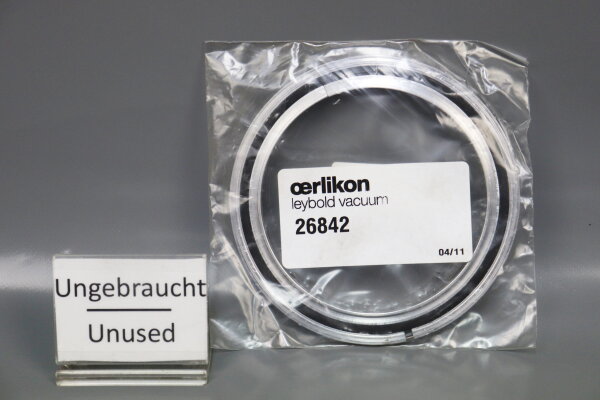 œrlikon
leybold vacuum
26842
04/11
Ungebraucht
Unused